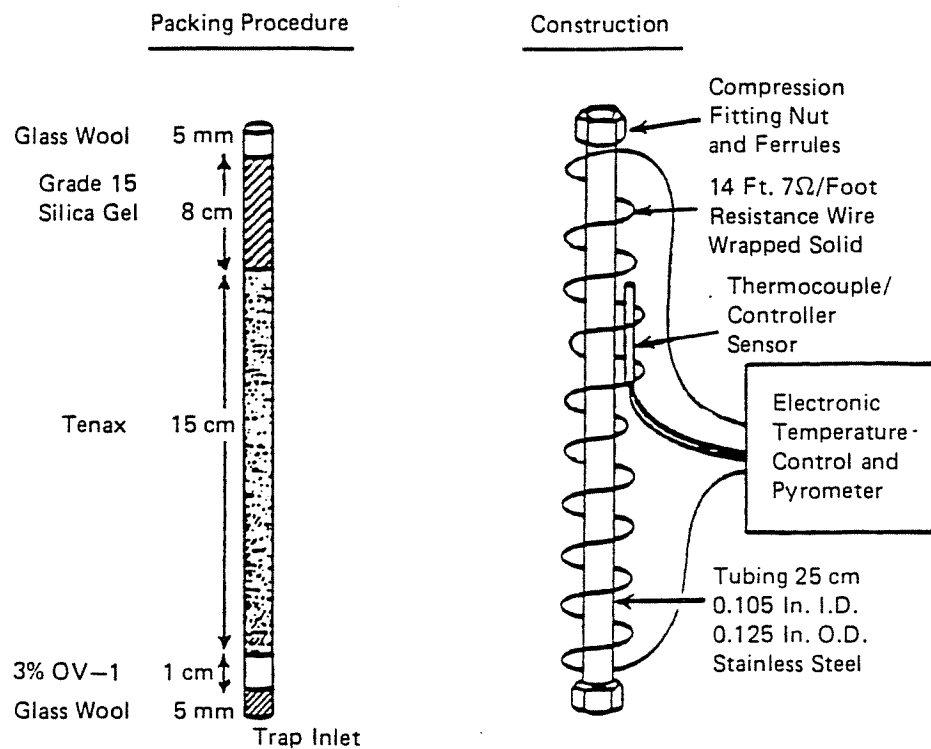 Packing Procedure
Construction
Glass Wool 5 mm
Grade 15
Silica Gel 8 cm
Tenax 15 cm
3% OV–1 1 cm
Glass Wool 5 mm
Trap Inlet
Compression
Fitting Nut
and Ferrules
14 Ft. 7Ω/Foot
Resistance Wire
Wrapped Solid
Thermocouple/
Controller
Sensor
Electronic
Temperature-
Control and
Pyrometer
Tubing 25 cm
0.105 In. I.D.
0.125 In. O.D.
Stainless Steel